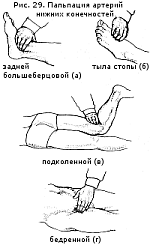 Рис. 29. Пальпация артерий
нижних конечностей
задней
большеберцовой (а)
тыла стопы (б)
подколенной (в)
бедренной (г)